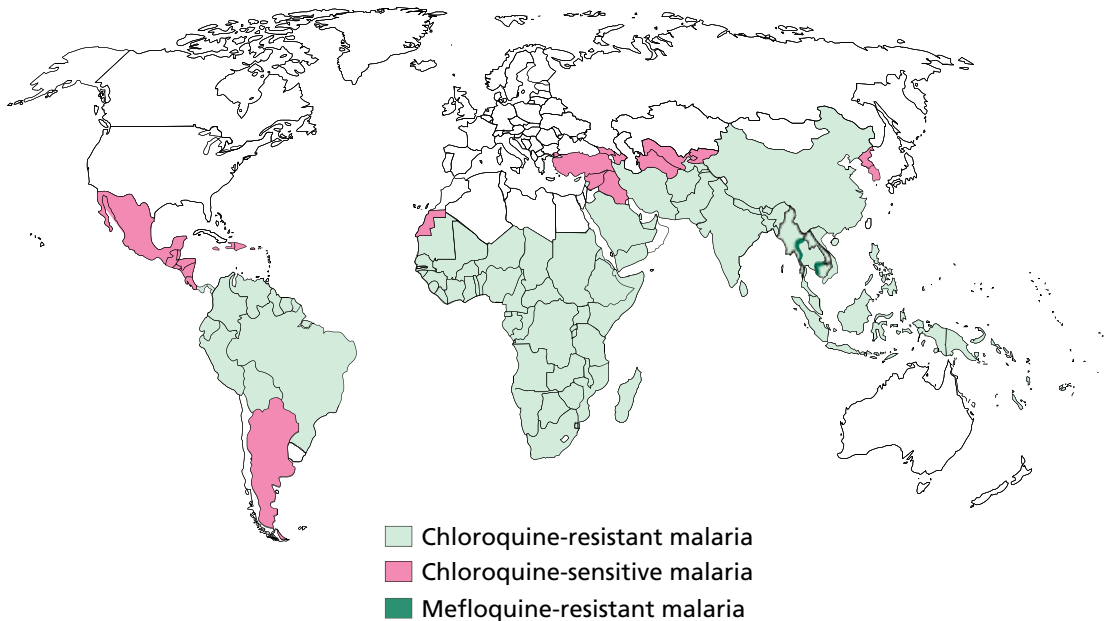 Chloroquine-resistant malaria
Chloroquine-sensitive malaria
Mefloquine-resistant malaria